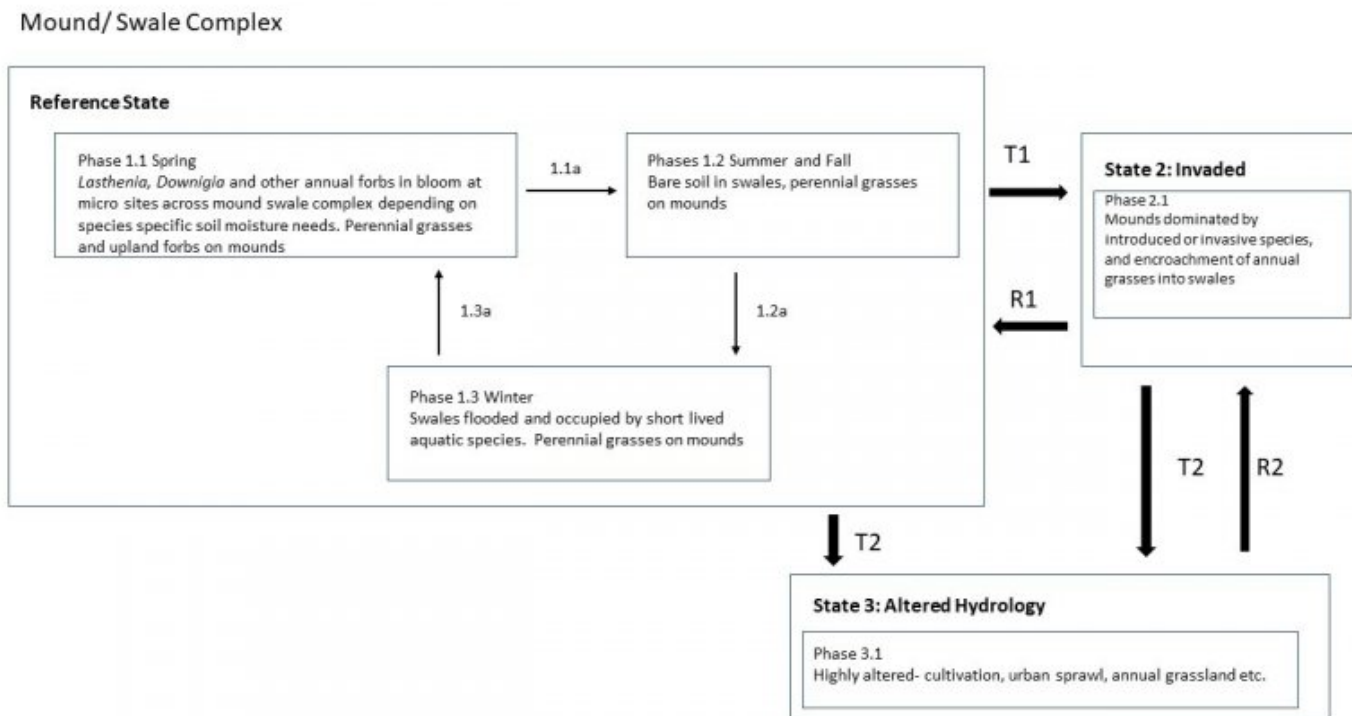 Mound/ Swale Complex
Reference State
Phase 1.1 Spring
Lasthenia, Downigia and other annual forbs in bloom at
micro sites across mound swale complex depending on
species specific soil moisture needs. Perennial grasses
and upland forbs on mounds
1.1a
Phases 1.2 Summer and Fall
Bare soil in swales, perennial grasses
on mounds
1.3a
1.2a
Phase 1.3 Winter
Swales flooded and occupied by short lived
aquatic species.  Perennial grasses on mounds
T1
R1
State 2: Invaded
Phase 2.1
Mounds dominated by
introduced or invasive species,
and encroachment of annual
grasses into swales
T2
T2
R2
State 3: Altered Hydrology
Phase 3.1
Highly altered- cultivation, urban sprawl, annual grassland etc.